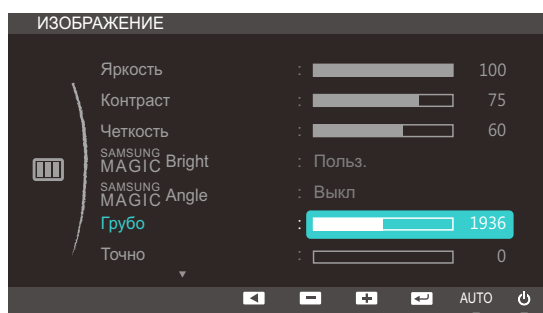 ИЗОБРАЖЕНИЕ
Яркость : 100
Контраст : 75
Четкость : 60
SAMSUNG MAGIC Bright : Польз.
SAMSUNG MAGIC Angle : Выкл
Грубо : 1936
Точно : 0
AUTO